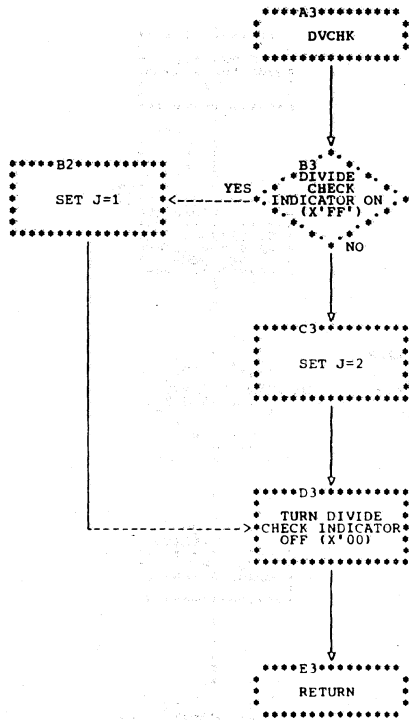 A3
DVCHK
B2
SET J=1
YES
B3
DIVIDE
CHECK
INDICATOR ON
(X'FF')
NO
C3
SET J=2
D3
TURN DIVIDE
CHECK INDICATOR
OFF (X'00)
E3
RETURN